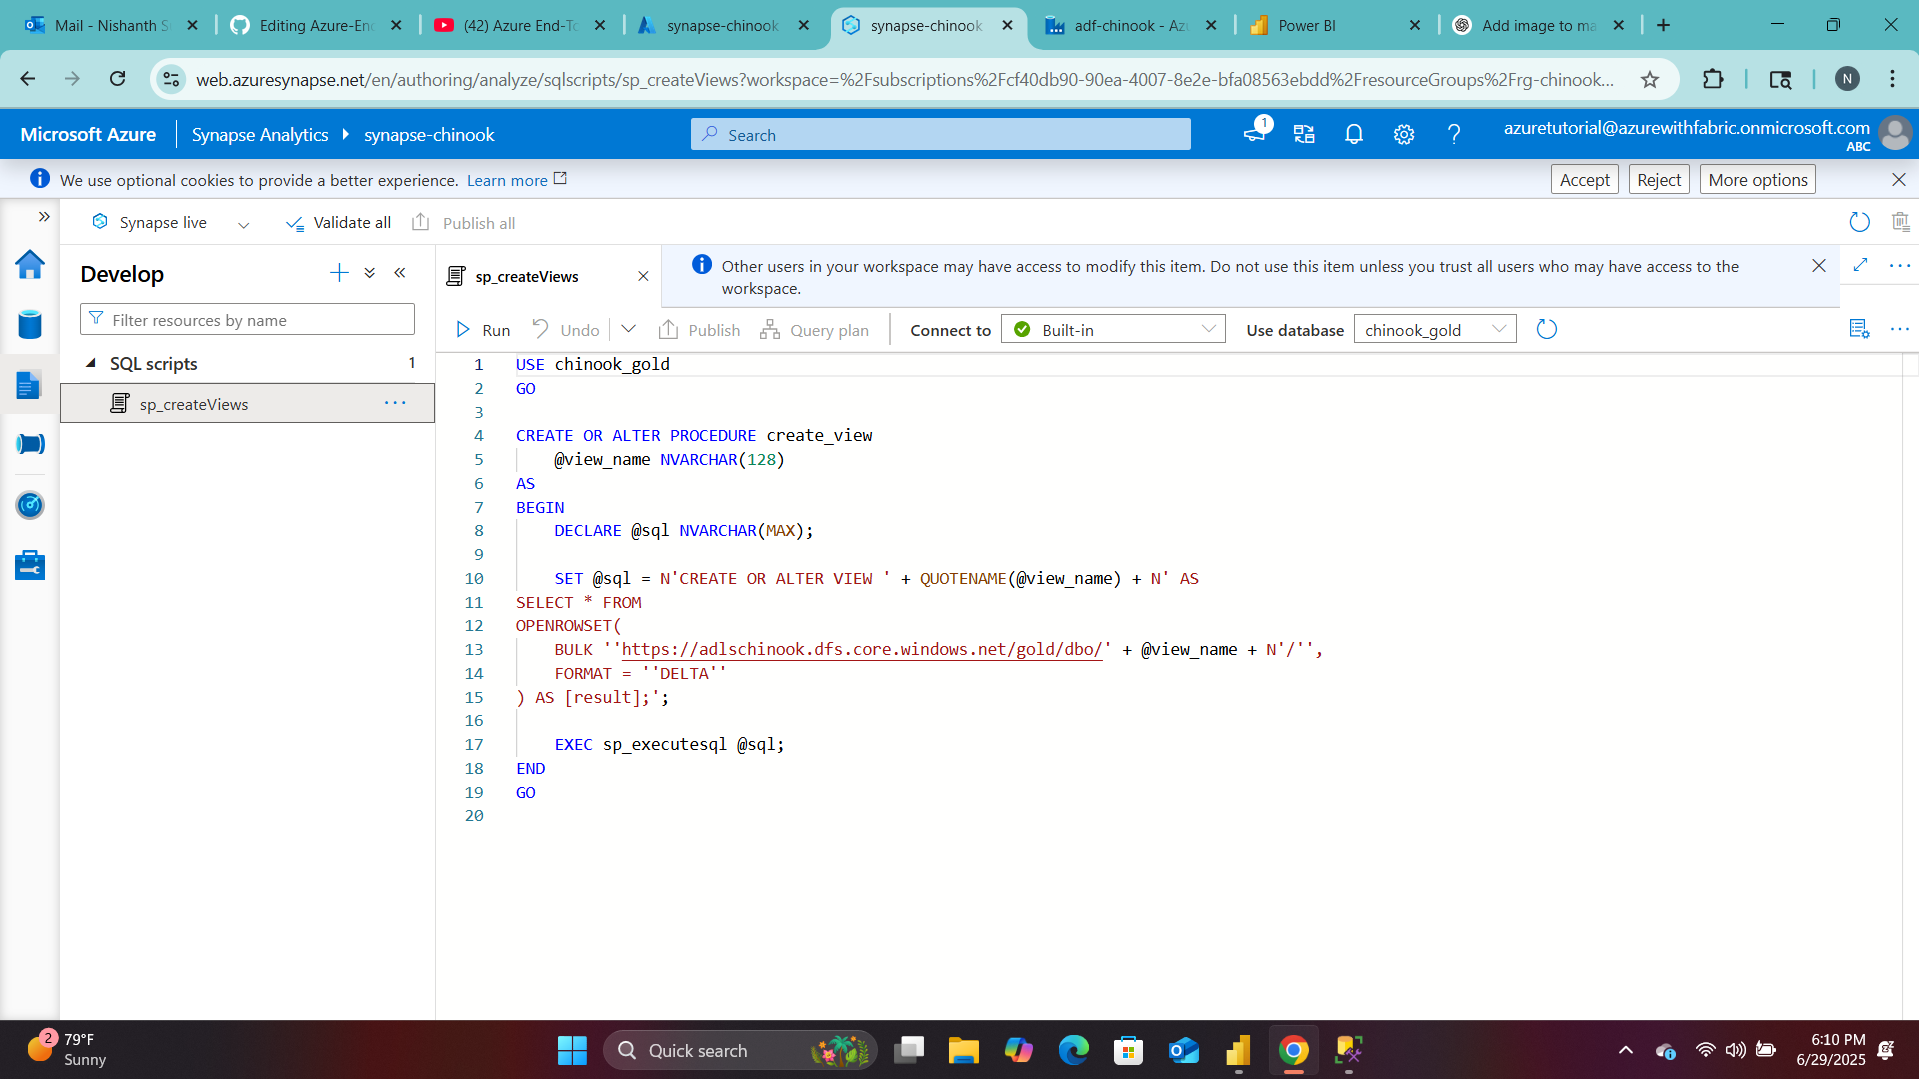 Mail - Nishanth S
Editing Azure-Enc
(42) Azure End-To
synapse-chinook
synapse-chinook
adf-chinook - Azu
Power BI
Add image to ma
web.azuresynapse.net/en/authoring/analyze/sqlscripts/sp_createViews?workspace=%2Fsubscriptions%2Fcf40db90-90ea-4007-8e2e-bfa08563ebdd%2FresourceGroups%2Frg-chinook...
N
Microsoft Azure
Synapse Analytics
synapse-chinook
Search
1
azuretutorial@azurewithfabric.onmicrosoft.com
ABC
We use optional cookies to provide a better experience. Learn more
Accept
Reject
More options
Synapse live
Validate all
Publish all
Develop
Filter resources by name
SQL scripts 1
sp_createViews
sp_createViews
Other users in your workspace may have access to modify this item. Do not use this item unless you trust all users who may have access to the
workspace.
Run
Undo
Publish
Query plan
Connect to
Built-in
Use database
chinook_gold
1 USE chinook_gold
2 GO
3
4 CREATE OR ALTER PROCEDURE create_view
5 @view_name NVARCHAR(128)
6 AS
7 BEGIN
8 DECLARE @sql NVARCHAR(MAX);
9
10 SET @sql = N'CREATE OR ALTER VIEW ' + QUOTENAME(@view_name) + N' AS
11 SELECT * FROM
12 OPENROWSET(
13 BULK ''https://adlschinook.dfs.core.windows.net/gold/dbo/' + @view_name + N'/'',
14 FORMAT = ''DELTA''
15 ) AS [result];';
16
17 EXEC sp_executesql @sql;
18 END
19 GO
20
2
79°F
Sunny
Quick search
6:10 PM
6/29/2025